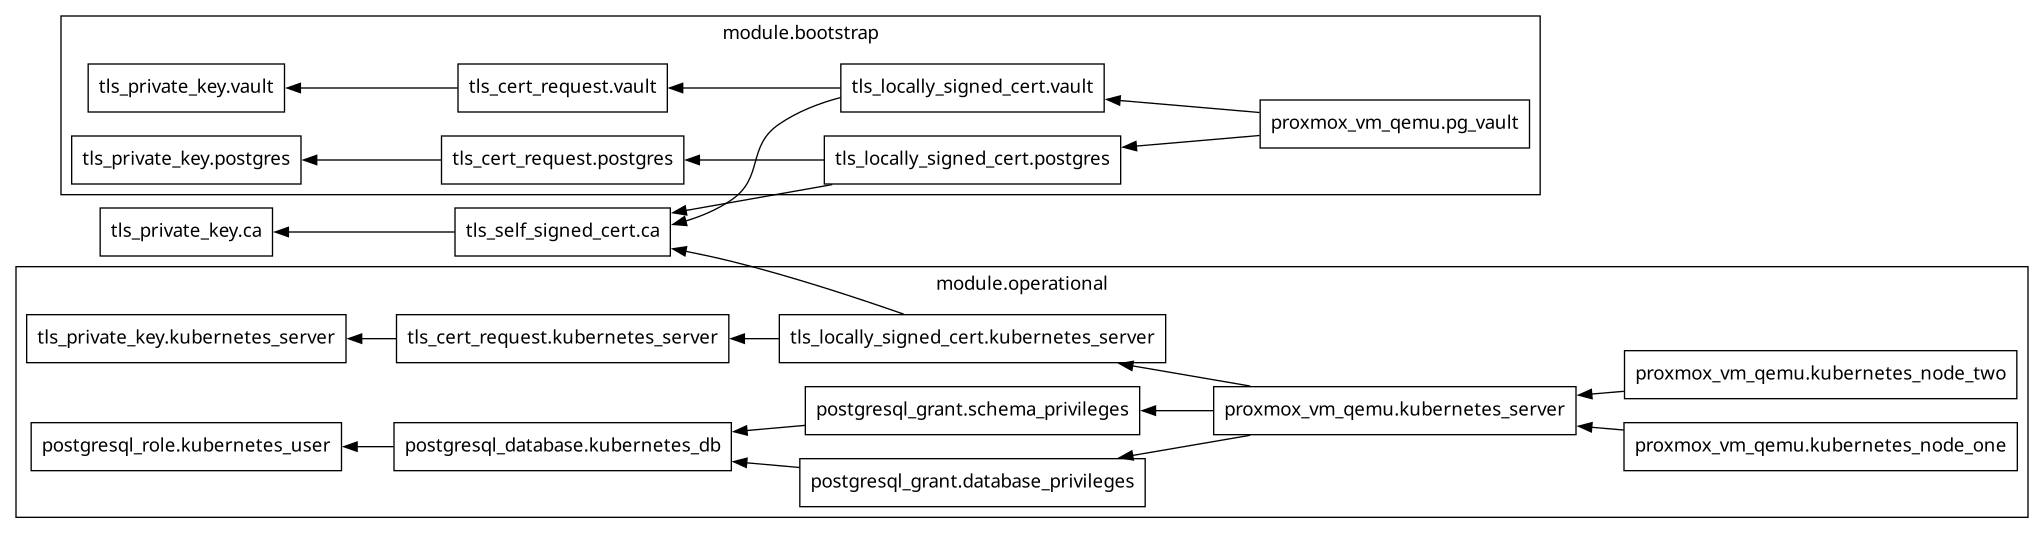 module.bootstrap
tls_private_key.vault
tls_cert_request.vault
tls_locally_signed_cert.vault
proxmox_vm_qemu.pg_vault
tls_private_key.postgres
tls_cert_request.postgres
tls_locally_signed_cert.postgres
tls_private_key.ca
tls_self_signed_cert.ca
module.operational
tls_private_key.kubernetes_server
tls_cert_request.kubernetes_server
tls_locally_signed_cert.kubernetes_server
proxmox_vm_qemu.kubernetes_node_two
postgresql_grant.schema_privileges
proxmox_vm_qemu.kubernetes_server
postgresql_role.kubernetes_user
postgresql_database.kubernetes_db
proxmox_vm_qemu.kubernetes_node_one
postgresql_grant.database_privileges